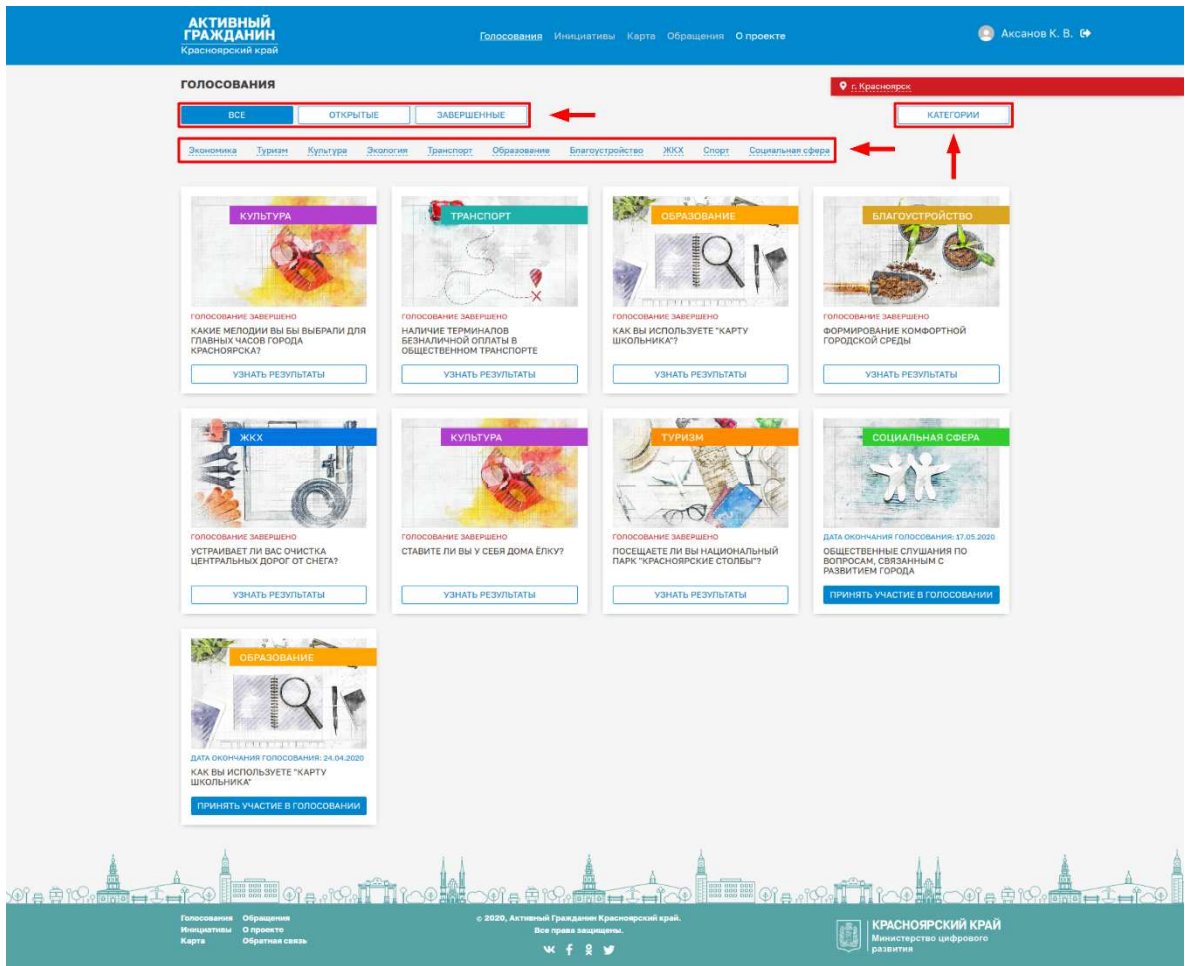 АКТИВНЫЙ
ГРАЖДАНИН
Красноярский край
Голосования Инициативы Карта Обращения О проекте
Аксанов К. В.
ГОЛОСОВАНИЯ
г. Красноярск
ВСЕ ОТКРЫТЫЕ ЗАВЕРШЕННЫЕ КАТЕГОРИИ
Экономика Туризм Культура Экология Транспорт Образование Благоустройство ЖКХ Спорт Социальная сфера
КУЛЬТУРА
ГОЛОСОВАНИЕ ЗАВЕРШЕНО
КАКИЕ МЕЛОДИИ ВЫ БЫ ВЫБРАЛИ ДЛЯ
ГЛАВНЫХ ЧАСОВ ГОРОДА
КРАСНОЯРСКА?
УЗНАТЬ РЕЗУЛЬТАТЫ
ТРАНСПОРТ
ГОЛОСОВАНИЕ ЗАВЕРШЕНО
НАЛИЧИЕ ТЕРМИНАЛОВ
БЕЗНАЛИЧНОЙ ОПЛАТЫ В
ОБЩЕСТВЕННОМ ТРАНСПОРТЕ
УЗНАТЬ РЕЗУЛЬТАТЫ
ОБРАЗОВАНИЕ
ГОЛОСОВАНИЕ ЗАВЕРШЕНО
КАК ВЫ ИСПОЛЬЗУЕТЕ "КАРТУ
ШКОЛЬНИКА"?
УЗНАТЬ РЕЗУЛЬТАТЫ
БЛАГОУСТРОЙСТВО
ГОЛОСОВАНИЕ ЗАВЕРШЕНО
ФОРМИРОВАНИЕ КОМФОРТНОЙ
ГОРОДСКОЙ СРЕДЫ
УЗНАТЬ РЕЗУЛЬТАТЫ
ЖКХ
ГОЛОСОВАНИЕ ЗАВЕРШЕНО
УСТРАИВАЕТ ЛИ ВАС ОЧИСТКА
ЦЕНТРАЛЬНЫХ ДОРОГ ОТ СНЕГА?
УЗНАТЬ РЕЗУЛЬТАТЫ
КУЛЬТУРА
ГОЛОСОВАНИЕ ЗАВЕРШЕНО
СТАВИТЕ ЛИ ВЫ У СЕБЯ ДОМА ЁЛКУ?
УЗНАТЬ РЕЗУЛЬТАТЫ
ТУРИЗМ
ГОЛОСОВАНИЕ ЗАВЕРШЕНО
ПОСЕЩАЕТЕ ЛИ ВЫ НАЦИОНАЛЬНЫЙ
ПАРК "КРАСНОЯРСКИЕ СТОЛБЫ"?
УЗНАТЬ РЕЗУЛЬТАТЫ
СОЦИАЛЬНАЯ СФЕРА
ДАТА ОКОНЧАНИЯ ГОЛОСОВАНИЯ: 17.05.2020
ОБЩЕСТВЕННЫЕ СЛУШАНИЯ ПО
ВОПРОСАМ, СВЯЗАННЫМ С
РАЗВИТИЕМ ГОРОДА
ПРИНЯТЬ УЧАСТИЕ В ГОЛОСОВАНИИ
ОБРАЗОВАНИЕ
ДАТА ОКОНЧАНИЯ ГОЛОСОВАНИЯ: 24.04.2020
КАК ВЫ ИСПОЛЬЗУЕТЕ "КАРТУ
ШКОЛЬНИКА"
ПРИНЯТЬ УЧАСТИЕ В ГОЛОСОВАНИИ
Голосования Обращения
Инициативы О проекте
Карта Обратная связь
© 2020, Активный Гражданин Красноярский край.
Все права защищены.
КРАСНОЯРСКИЙ КРАЙ
Министерство цифрового
развития